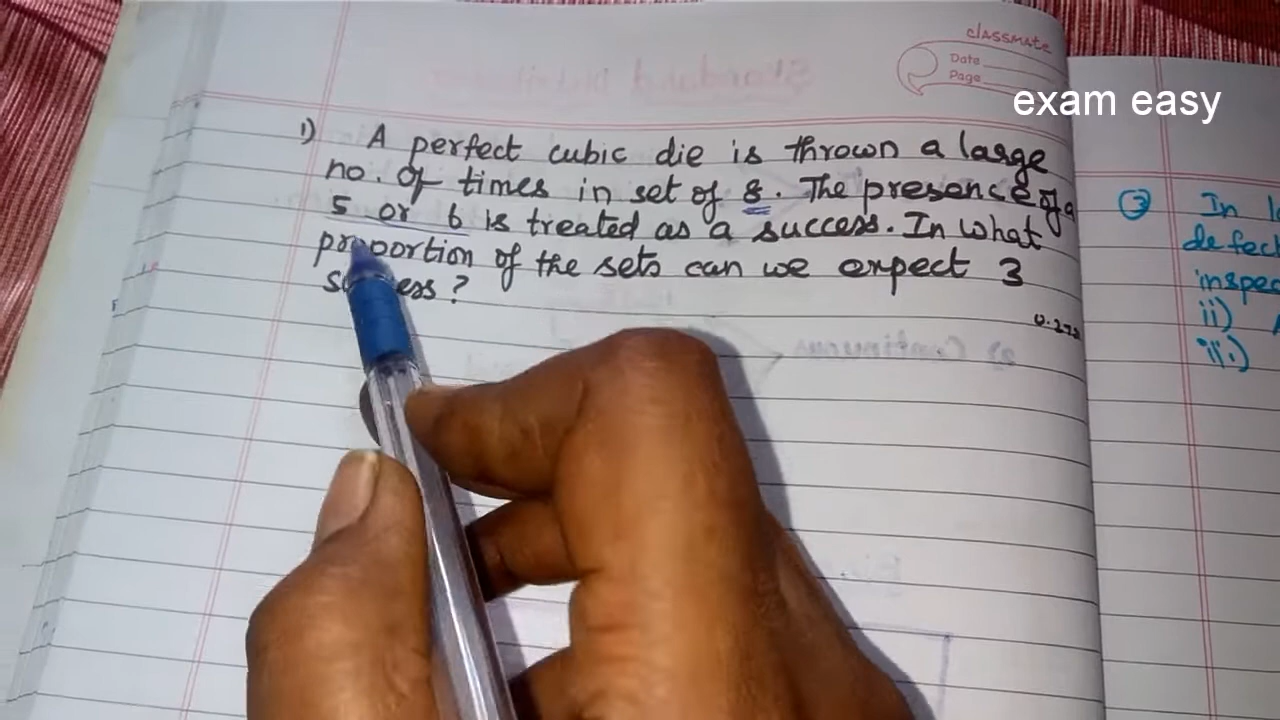 classmate
Date
Page
exam easy
1) A perfect cubic die is thrown a large
no. of times in set of 8. The presence of a
5 or 6 is treated as a success. In what
proportion of the sets can we expect 3
ess?
3
In
defec
inspec
ii)
iii)